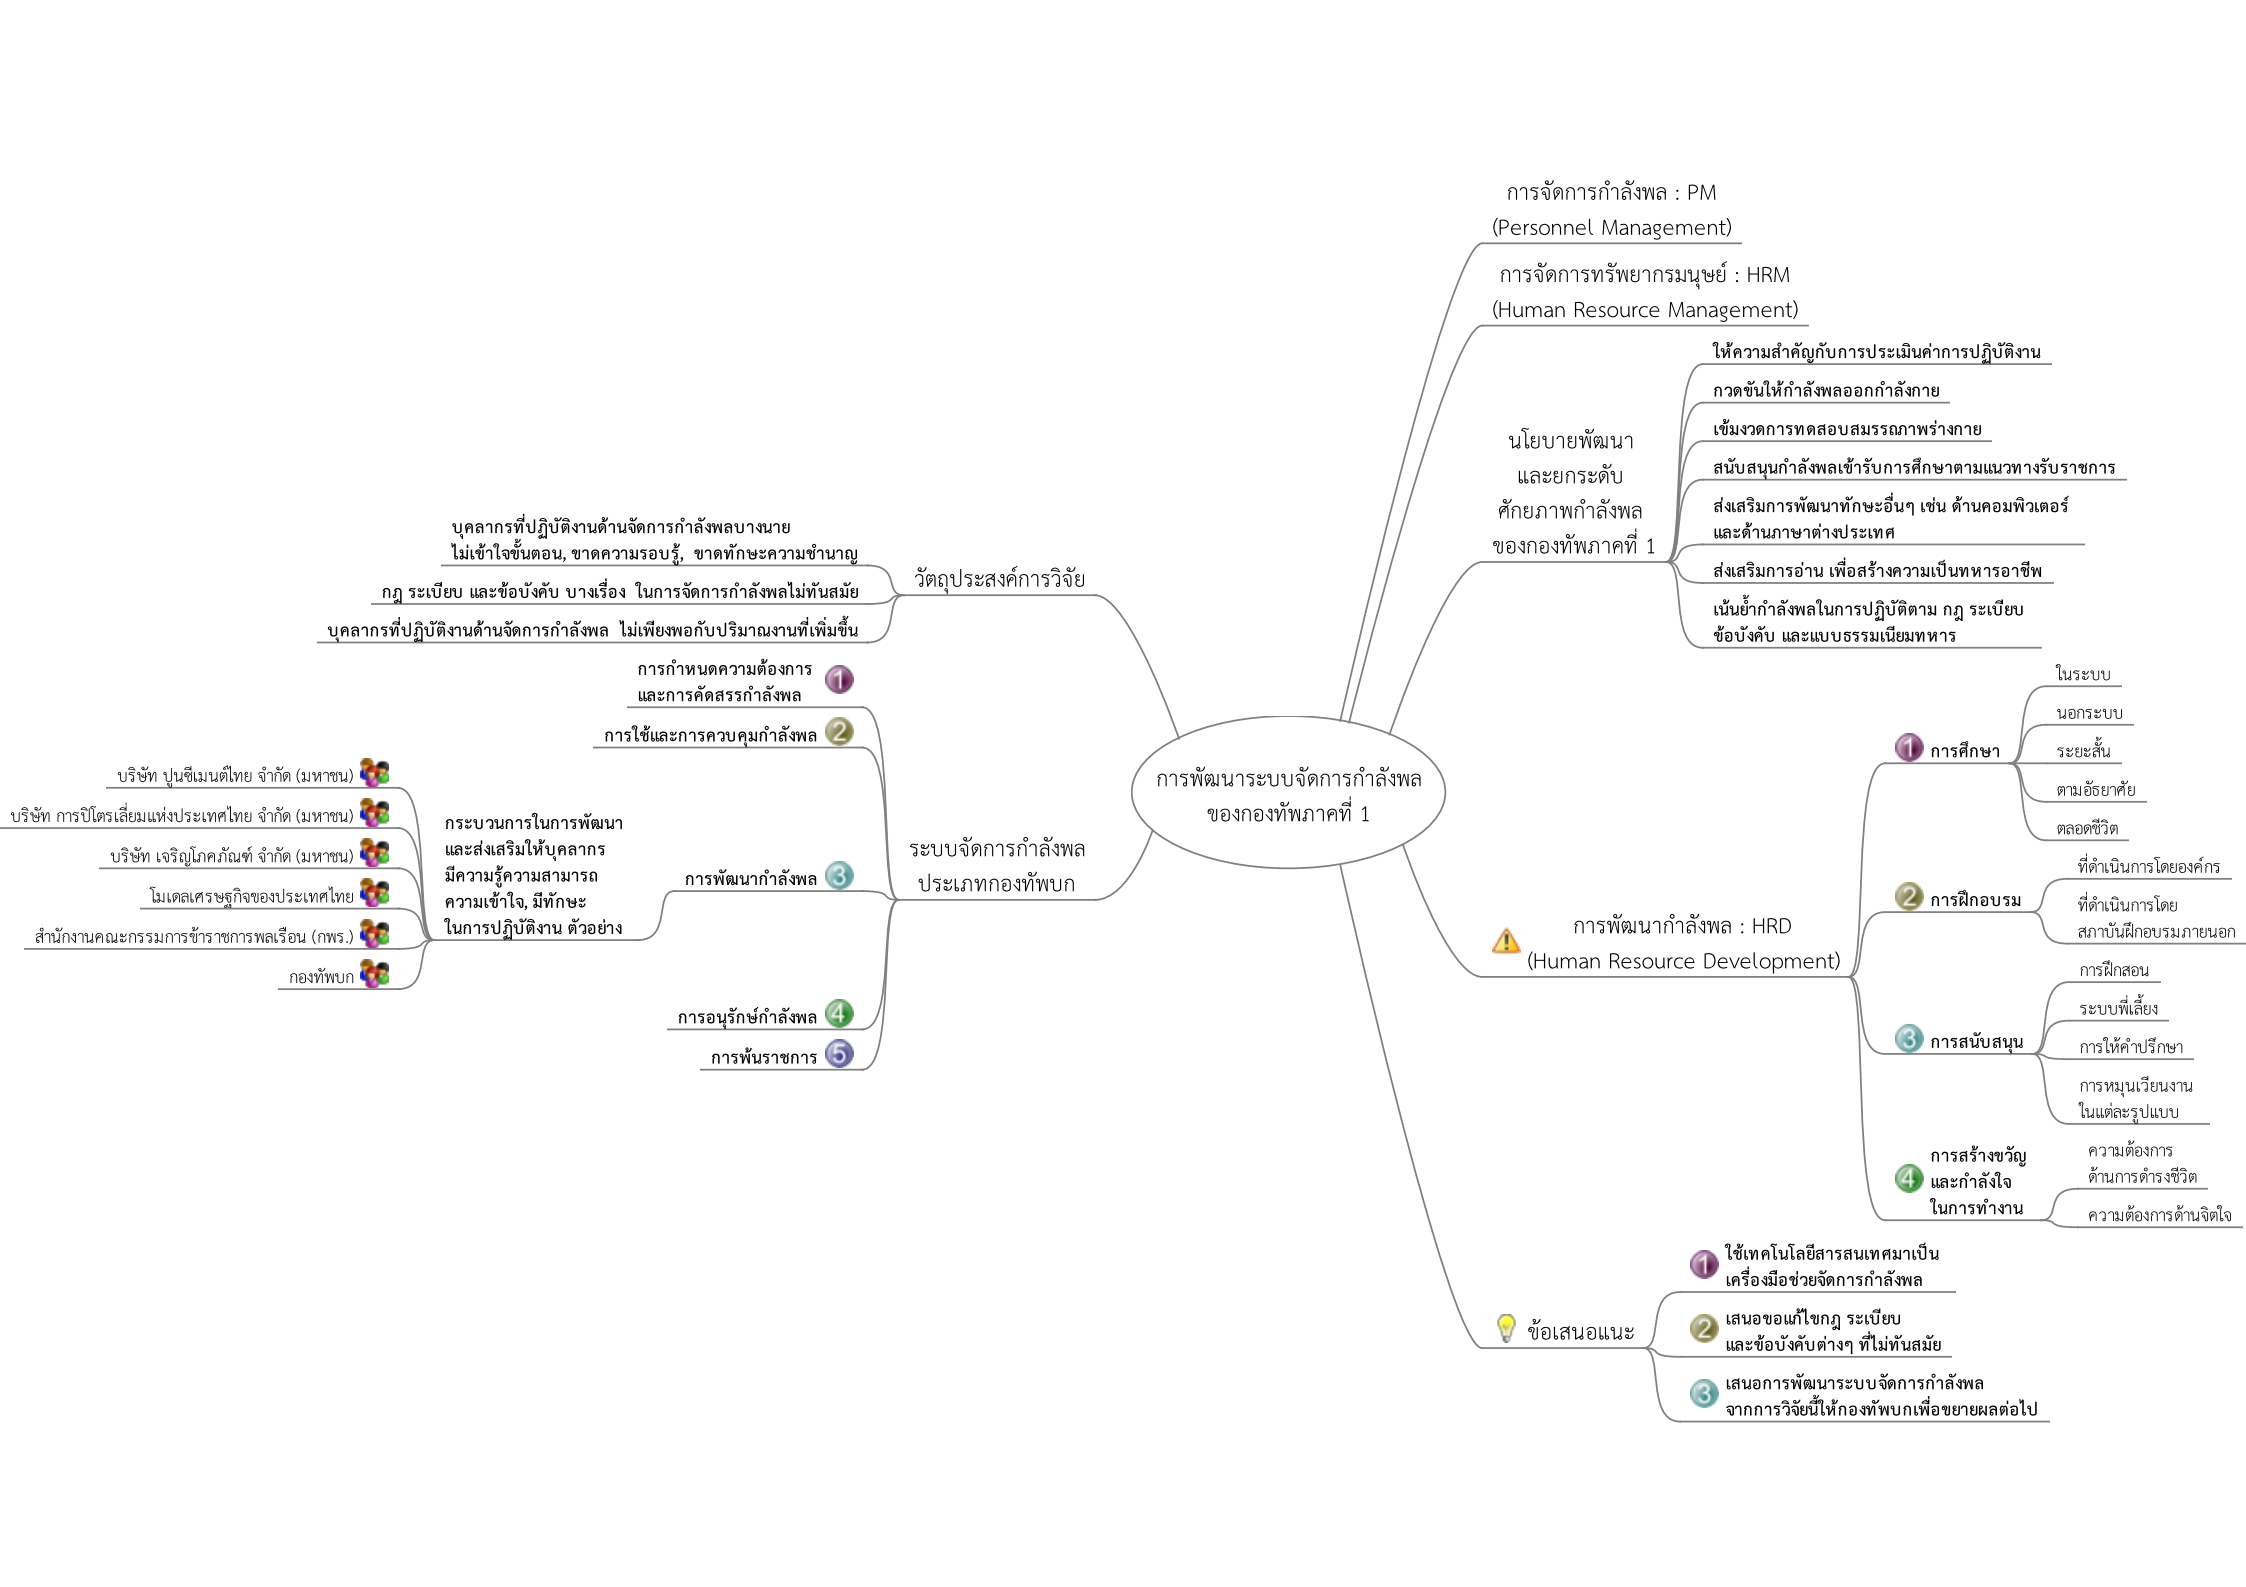 การพัฒนาระบบจัดการกำลังพล
ของกองทัพภาคที่ 1
การจัดการกำลังพล : PM
(Personnel Management)
การจัดการทรัพยากรมนุษย์ : HRM
(Human Resource Management)
นโยบายพัฒนา
และยกระดับ
ศักยภาพกำลังพล
ของกองทัพภาคที่ 1
ให้ความสำคัญกับการประเมินค่าการปฏิบัติงาน
กวดขันให้กำลังพลออกกำลังกาย
เข้มงวดการทดสอบสมรรถภาพร่างกาย
สนับสนุนกำลังพลเข้ารับการศึกษาตามแนวทางรับราชการ
ส่งเสริมการพัฒนาทักษะอื่นๆ เช่น ด้านคอมพิวเตอร์
และด้านภาษาต่างประเทศ
ส่งเสริมการอ่าน เพื่อสร้างความเป็นทหารอาชีพ
เน้นย้ำกำลังพลในการปฏิบัติตาม กฎ ระเบียบ
ข้อบังคับ และแบบธรรมเนียมทหาร
การพัฒนากำลังพล : HRD
(Human Resource Development)
1 การศึกษา
ในระบบ
นอกระบบ
ระยะสั้น
ตามอัธยาศัย
ตลอดชีวิต
2 การฝึกอบรม
ที่ดำเนินการโดยองค์กร
ที่ดำเนินการโดย
สภาบันฝึกอบรมภายนอก
3 การสนับสนุน
การฝึกสอน
ระบบพี่เลี้ยง
การให้คำปรึกษา
การหมุนเวียนงาน
ในแต่ละรูปแบบ
4 การสร้างขวัญ
และกำลังใจ
ในการทำงาน
ความต้องการ
ด้านการดำรงชีวิต
ความต้องการด้านจิตใจ
ข้อเสนอแนะ
1 ใช้เทคโนโลยีสารสนเทศมาเป็น
เครื่องมือช่วยจัดการกำลังพล
2 เสนอขอแก้ไขกฎ ระเบียบ
และข้อบังคับต่างๆ ที่ไม่ทันสมัย
3 เสนอการพัฒนาระบบจัดการกำลังพล
จากการวิจัยนี้ให้กองทัพบกเพื่อขยายผลต่อไป
วัตถุประสงค์การวิจัย
บุคลากรที่ปฏิบัติงานด้านจัดการกำลังพลบางนาย
ไม่เข้าใจขั้นตอน, ขาดความรอบรู้, ขาดทักษะความชำนาญ
กฎ ระเบียบ และข้อบังคับ บางเรื่อง ในการจัดการกำลังพลไม่ทันสมัย
บุคลากรที่ปฏิบัติงานด้านจัดการกำลังพล ไม่เพียงพอกับปริมาณงานที่เพิ่มขึ้น
ระบบจัดการกำลังพล
ประเภทกองทัพบก
การกำหนดความต้องการ
และการคัดสรรกำลังพล 1
การใช้และการควบคุมกำลังพล 2
การพัฒนากำลังพล 3
กระบวนการในการพัฒนา
และส่งเสริมให้บุคลากร
มีความรู้ความสามารถ
ความเข้าใจ, มีทักษะ
ในการปฏิบัติงาน ตัวอย่าง
บริษัท ปูนซีเมนต์ไทย จำกัด (มหาชน)
บริษัท การปิโตรเลี่ยมแห่งประเทศไทย จำกัด (มหาชน)
บริษัท เจริญโภคภัณฑ์ จำกัด (มหาชน)
โมเดลเศรษฐกิจของประเทศไทย
สำนักงานคณะกรรมการข้าราชการพลเรือน (กพร.)
กองทัพบก
การอนุรักษ์กำลังพล 4
การพ้นราชการ 5